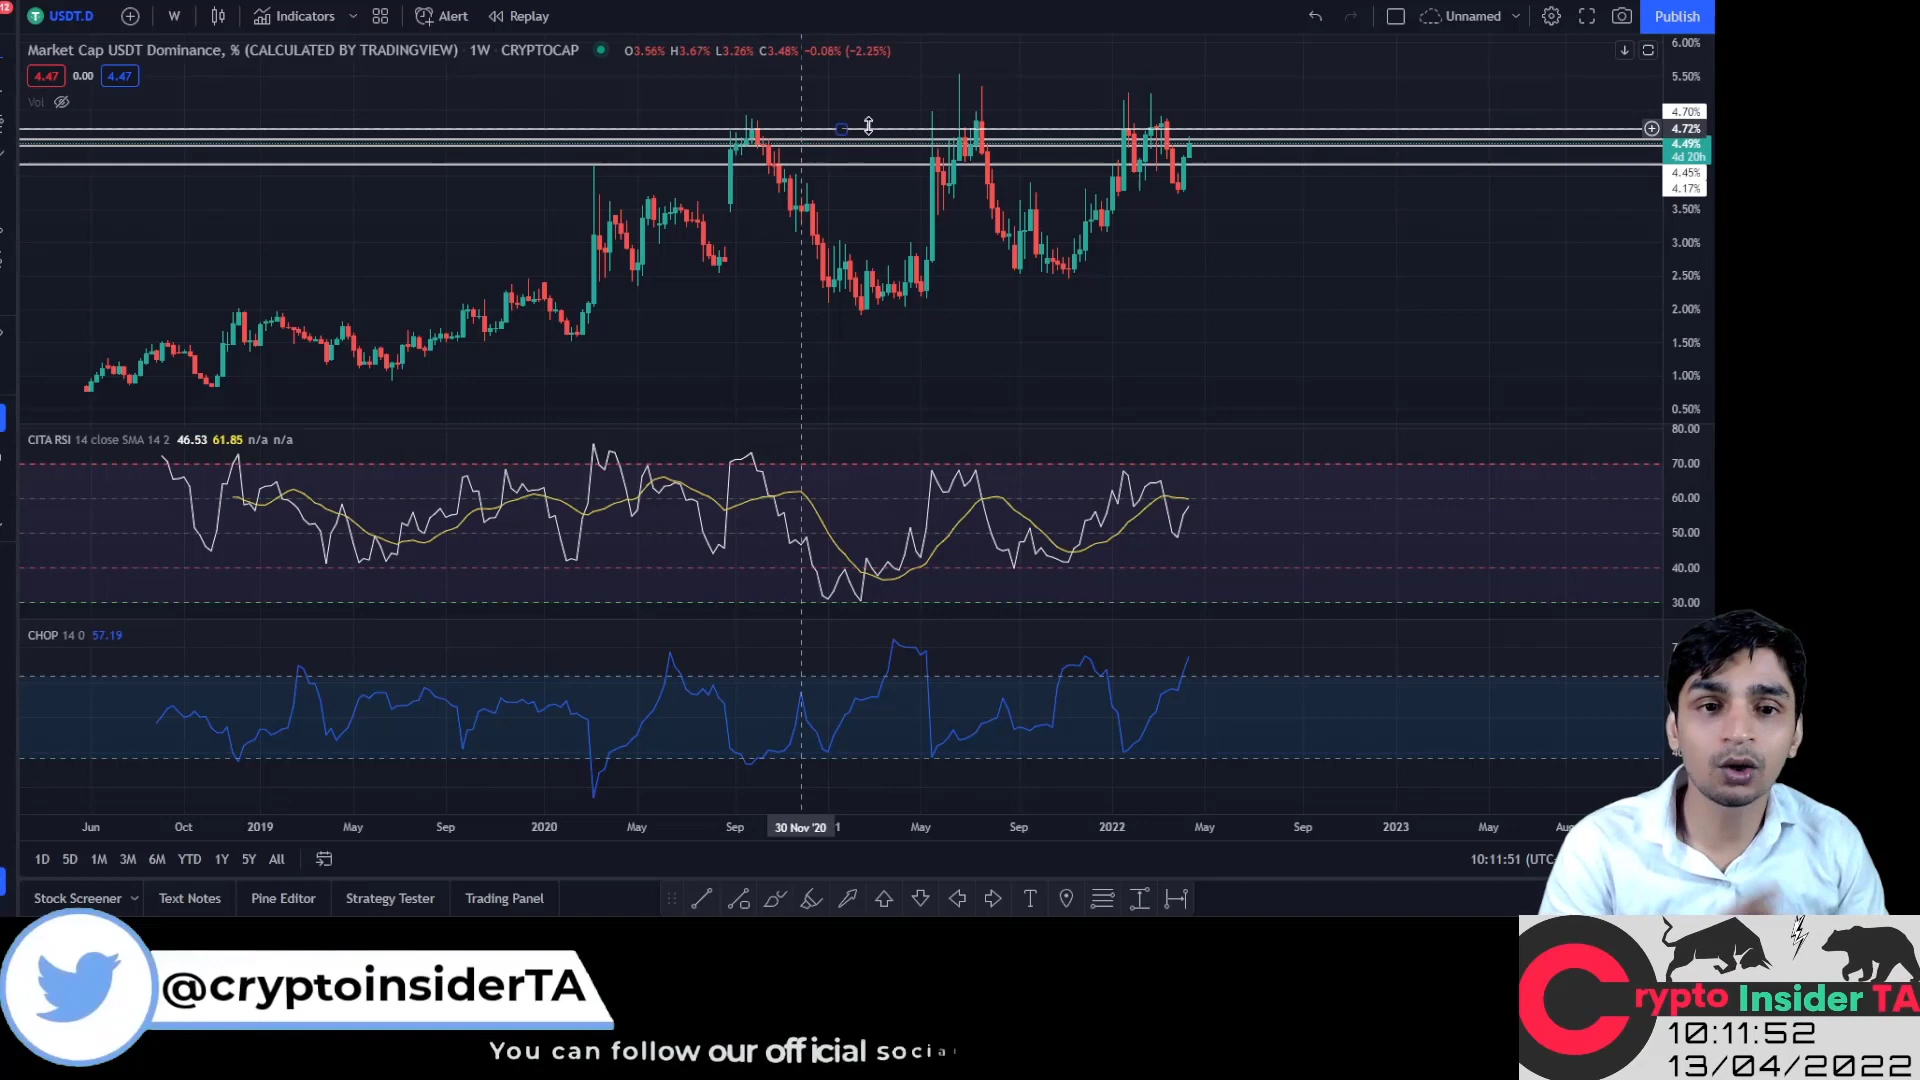 12
USDT.D W Indicators Alert Replay Unnamed Publish
Market Cap USDT Dominance, % (CALCULATED BY TRADINGVIEW) 1W CRYPTOCAP O3.56% H3.67% L3.26% C3.48% −0.08% (−2.25%)
4.47 0.00 4.47
Vol
6.00%
5.50%
4.70%
4.72%
4.49%
4d 20h
4.45%
4.17%
3.50%
3.00%
2.50%
2.00%
1.50%
1.00%
0.50%
CITA RSI 14 close SMA 14 2 46.53 61.85 n/a n/a
80.00
70.00
60.00
50.00
40.00
30.00
CHOP 14 0 57.19
Jun Oct 2019 May Sep 2020 May Sep 30 Nov '20 1 May Sep 2022 May Sep 2023 May
1D 5D 1M 3M 6M YTD 1Y 5Y All 10:11:51 (UTC
Stock Screener Text Notes Pine Editor Strategy Tester Trading Panel
@cryptoinsiderTA
You can follow our official socia
Crypto Insider TA
10:11:52
13/04/2022